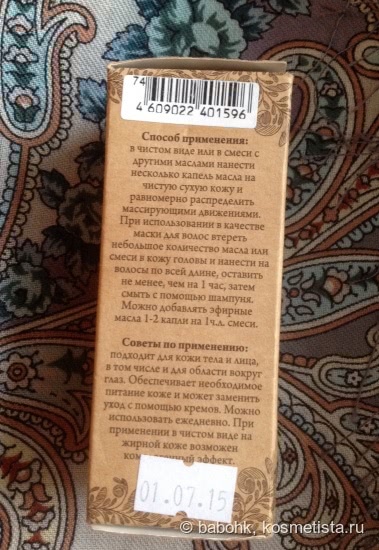 74
4 609022 401596
Способ применения:
в чистом виде или в смеси с
другими маслами нанести
несколько капель масла на
чистую сухую кожу и
равномерно распределить
массирующими движениями.
При использовании в качестве
маски для волос втереть
небольшое количество масла или
смеси в кожу головы и нанести на
волосы по всей длине, оставить
не менее, чем на 1 час, затем
смыть с помощью шампуня.
Можно добавлять эфирные
масла 1-2 капли на 1ч.л. смеси.
Советы по применению:
подходит для кожи тела и лица,
в том числе и для области вокруг
глаз. Обеспечивает необходимое
питание коже и может заменить
уход с помощью кремов. Можно
использовать ежедневно. При
применении в чистом виде на
жирной коже возможен
эффект.
01.07.15
© babohk, kosmetista.ru